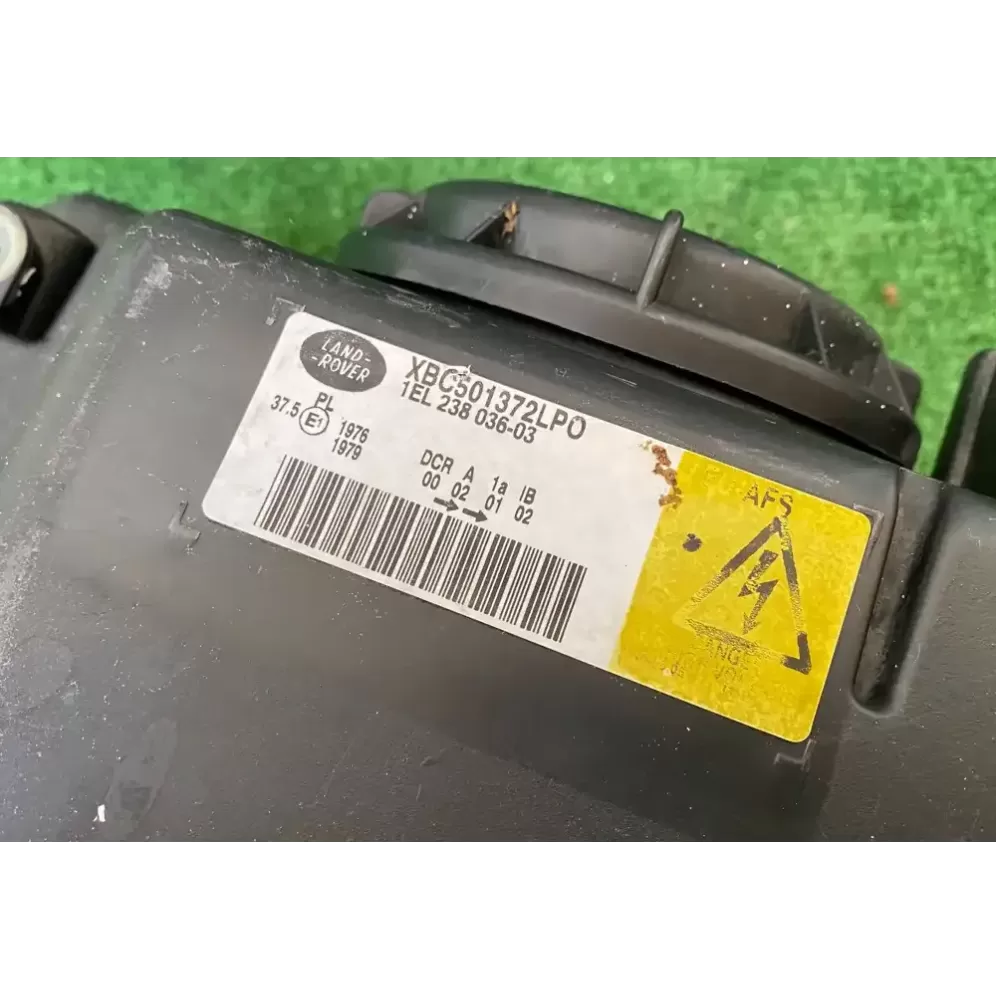 LAND-
-ROVER
XBC501372LPO
1EL 238 036-03
PL
37.5 E1 1976
1979
DCR A 1a IB
00 02 01 02
AFS